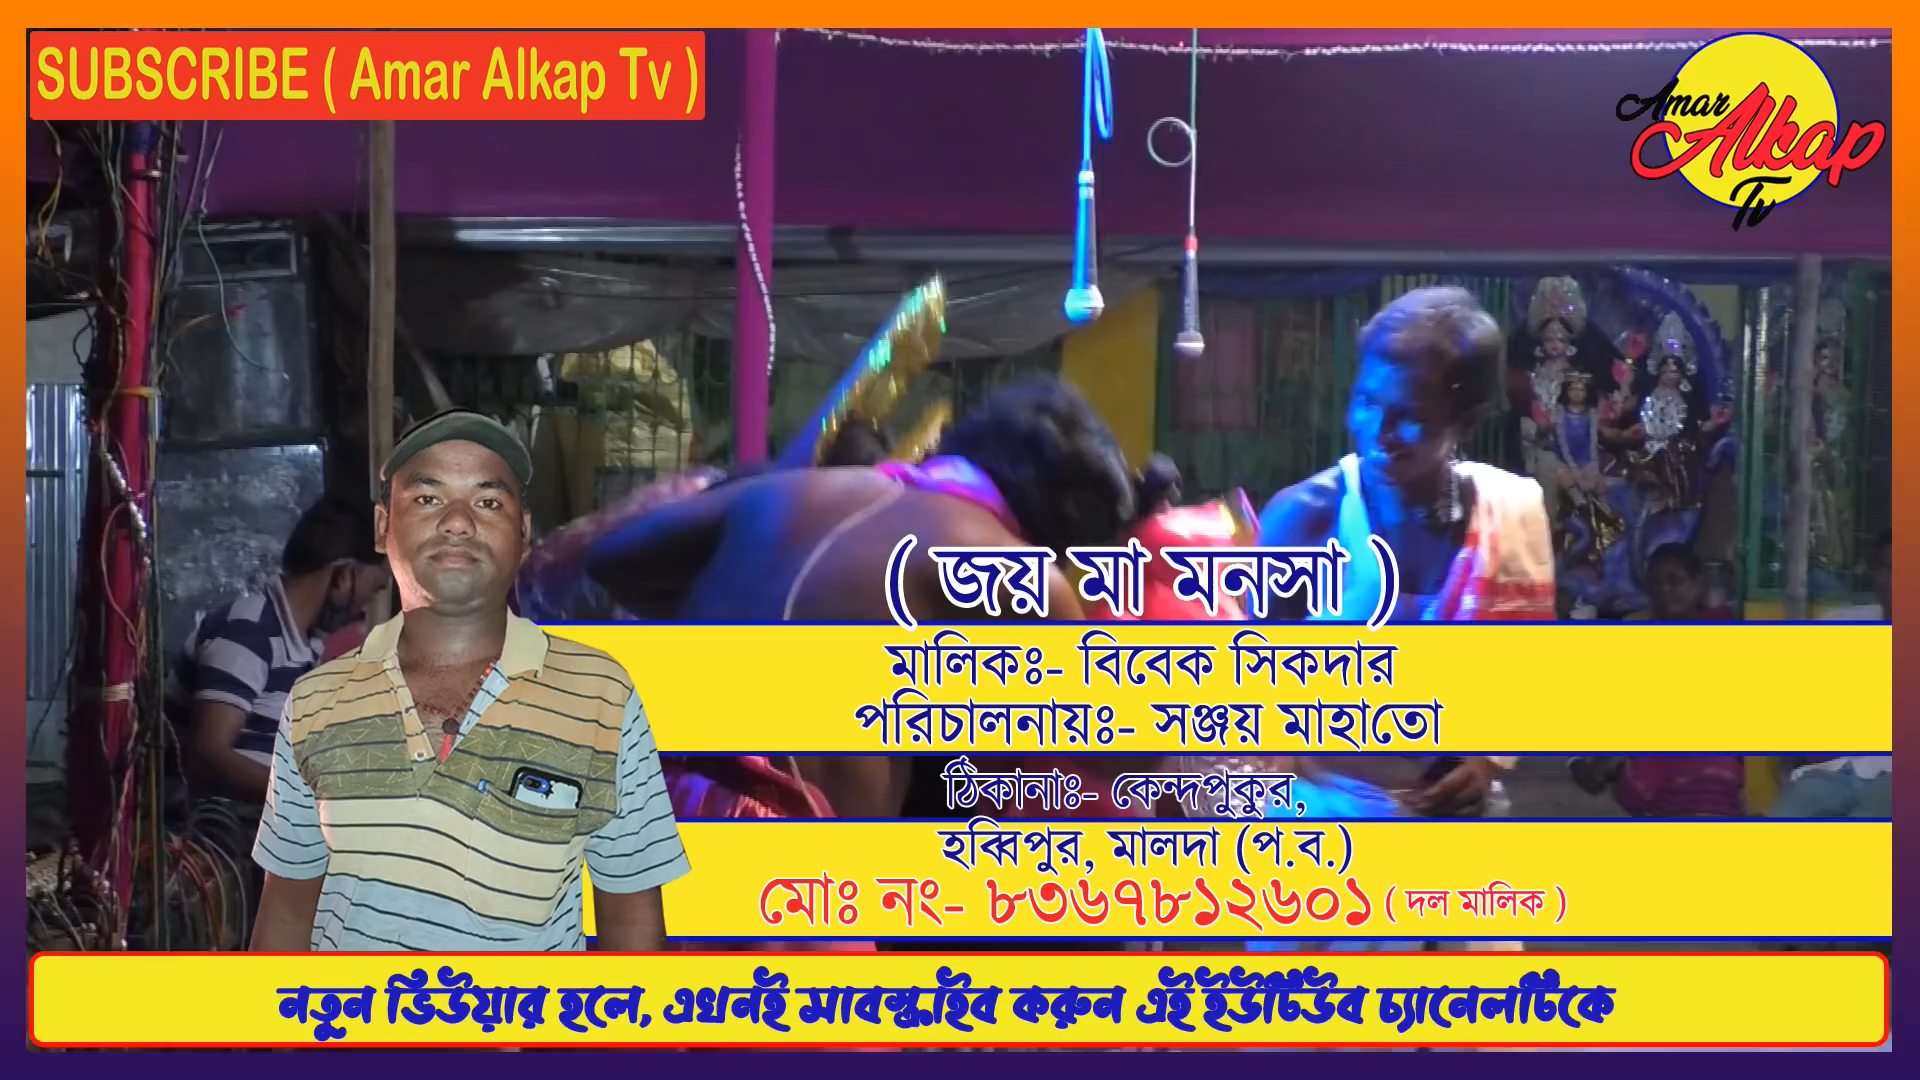 SUBSCRIBE ( Amar Alkap Tv )
Amar
Alkap
Tv
( জয় মা মনসা )
মালিকঃ- বিবেক সিকদার
পরিচালনায়ঃ- সঞ্জয় মাহাতো
ঠিকানাঃ- কেন্দপুকুর,
হব্বিপুর, মালদা (প.ব.)
মোঃ নং- ৮৩৬৭৮১২৬০১ ( দল মালিক )
নতুন ভিউয়ার হলে, এখনই সাবস্ক্রাইব করুন এই ইউটিউব চ্যানেলটিকে